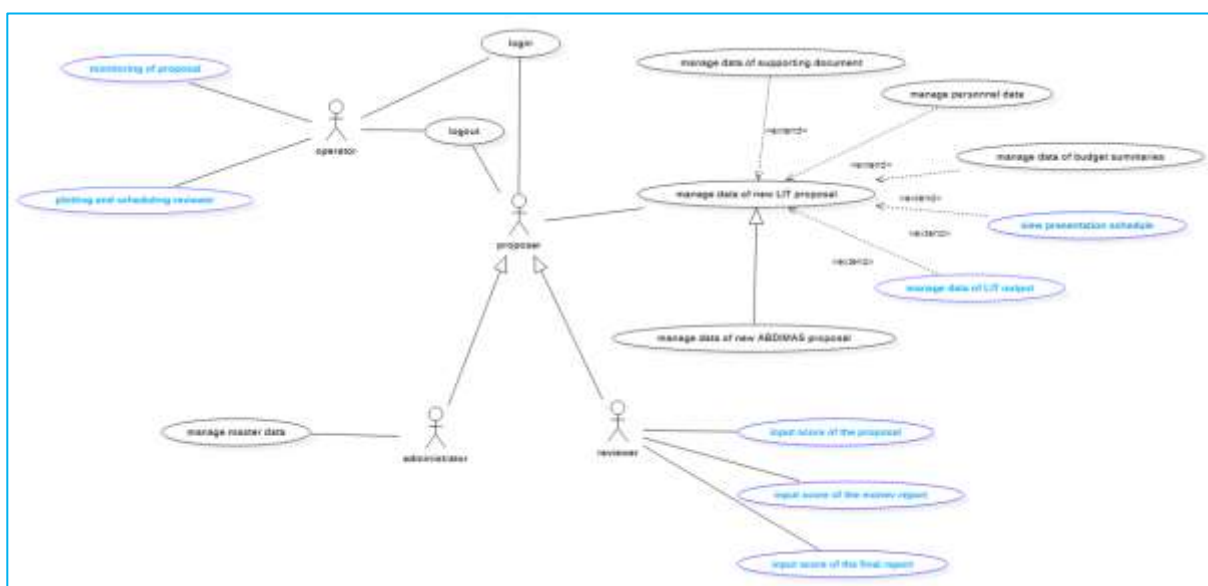 login
manage data of supporting document
monitoring of proposal
manage personnel data
operator
logout
<extend>
manage data of budget summaries
<extend>
plotting and scheduling reviewer
manage data of new LIT proposal
<extend>
view presentation schedule
<extend>
proposer
<extend>
manage data of LIT output
manage data of new ABDIMAS proposal
manage master data
input score of the proposal
administrator
reviewer
input score of the monev report
input score of the final report